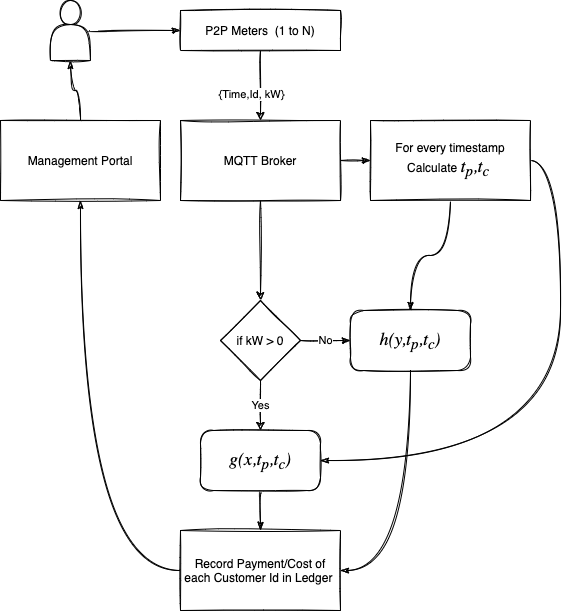 P2P Meters (1 to N)
{Time,Id, kW}
Management Portal
MQTT Broker
For every timestamp
Calculate t_p,t_c
if kW > 0
No
h(y,t_p,t_c)
Yes
g(x,t_p,t_c)
Record Payment/Cost of
each Customer Id in Ledger